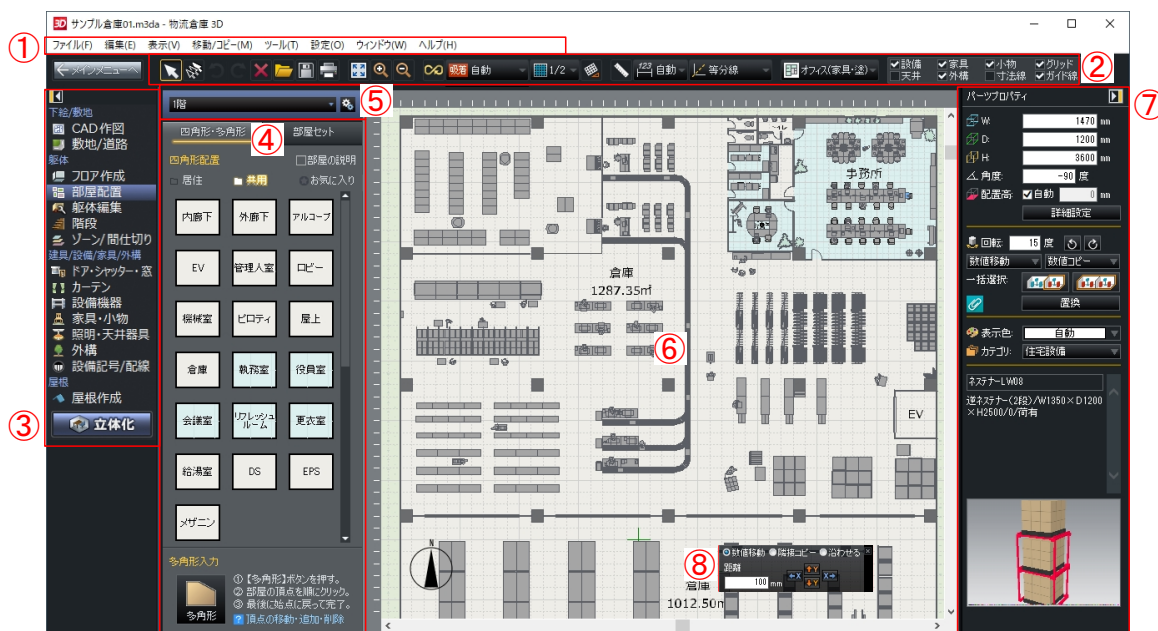 サンプル倉庫01.m3da - 物流倉庫 3D
①
ファイル(F) 編集(E) 表示(V) 移動/コピー(M) ツール(T) 設定(O) ウィンドウ(W) ヘルプ(H)
←メインメニューへ
吸着 自動 1/2 123 自動 等分線 オフィス(家具・塗)
設備 家具 小物 グリッド
天井 外構 寸法線 ガイド線
②
下絵/敷地
CAD作図
敷地/道路
躯体
フロア作成
部屋配置
躯体編集
階段
ゾーン/間仕切り
建具/設備/家具/外構
ドア・シャッター・窓
カーテン
設備機器
家具・小物
照明・天井器具
外構
設備記号/配線
屋根
屋根作成
③
立体化
1階
⑤
四角形・多角形 部屋セット
④
四角形配置 部屋の説明
居住 共用 お気に入り
内廊下 外廊下 アルコーブ
EV 管理人室 ロビー
機械室 ピロティ 屋上
倉庫 執務室 役員室
会議室 リフレッシュルーム 更衣室
給湯室 DS EPS
メザニン
多角形入力
多角形
①【多角形】ボタンを押す。
②部屋の頂点を順にクリック。
③最後に始点に戻って完了。
? 頂点の移動・追加・削除
事務所
倉庫
1287.35㎡
⑥
EV
N
倉庫
1012.50㎡
⑧
数値移動 隣接コピー 沿わせる ×
距離
100 mm
←X ↑Y ↓Y X→
⑦
パーツプロパティ
W: 1470 mm
D: 1200 mm
H: 3600 mm
角度: -90 度
配置高: 自動 0 mm
詳細設定
回転: 15 度
数値移動 数値コピー
一括選択:
置換
表示色: 自動
カテゴリ: 住宅設備
ネステナーLW08
逆ネステナー(2段)/W1350×D1200
×H2500/0/荷有